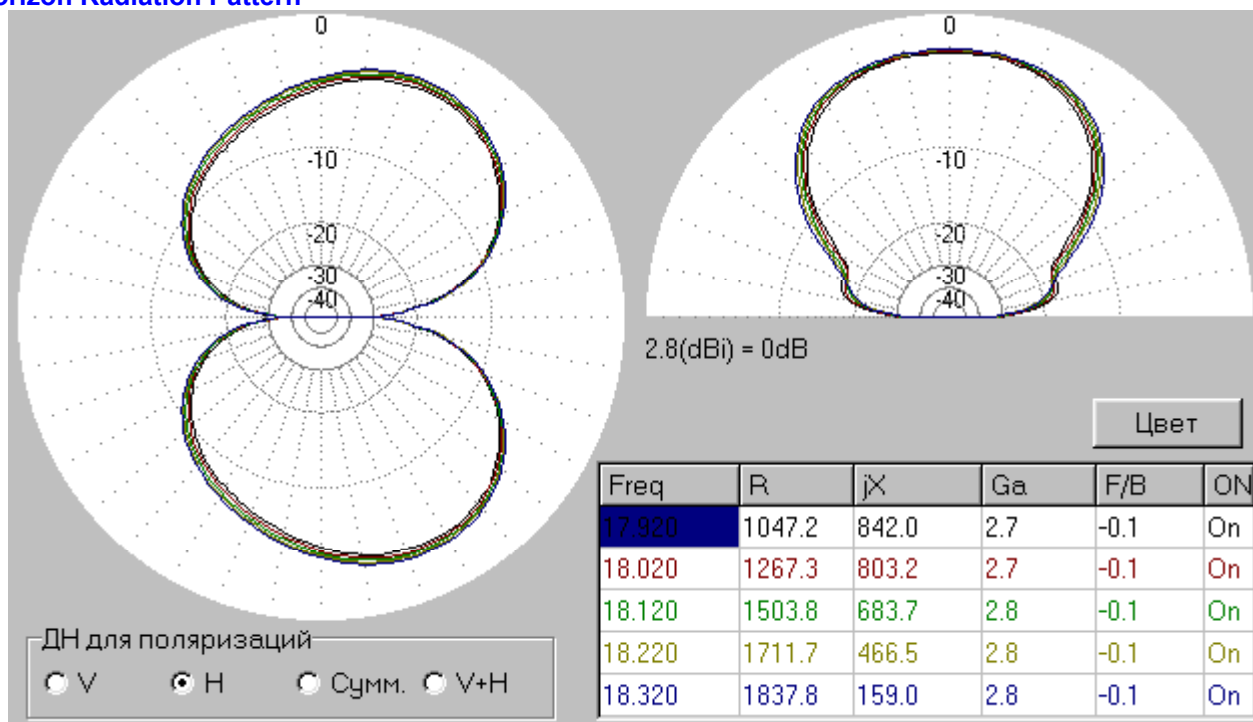 Radiation Pattern
0
-10
-20
-30
-40
0
-10
-20
-30
-40
2.8(dBi) = 0dB
Цвет
Freq R jX Ga F/B ON
17.920 1047.2 842.0 2.7 -0.1 On
18.020 1267.3 803.2 2.7 -0.1 On
18.120 1503.8 683.7 2.8 -0.1 On
18.220 1711.7 466.5 2.8 -0.1 On
18.320 1837.8 159.0 2.8 -0.1 On
ДН для поляризаций
V H Сумм. V+H